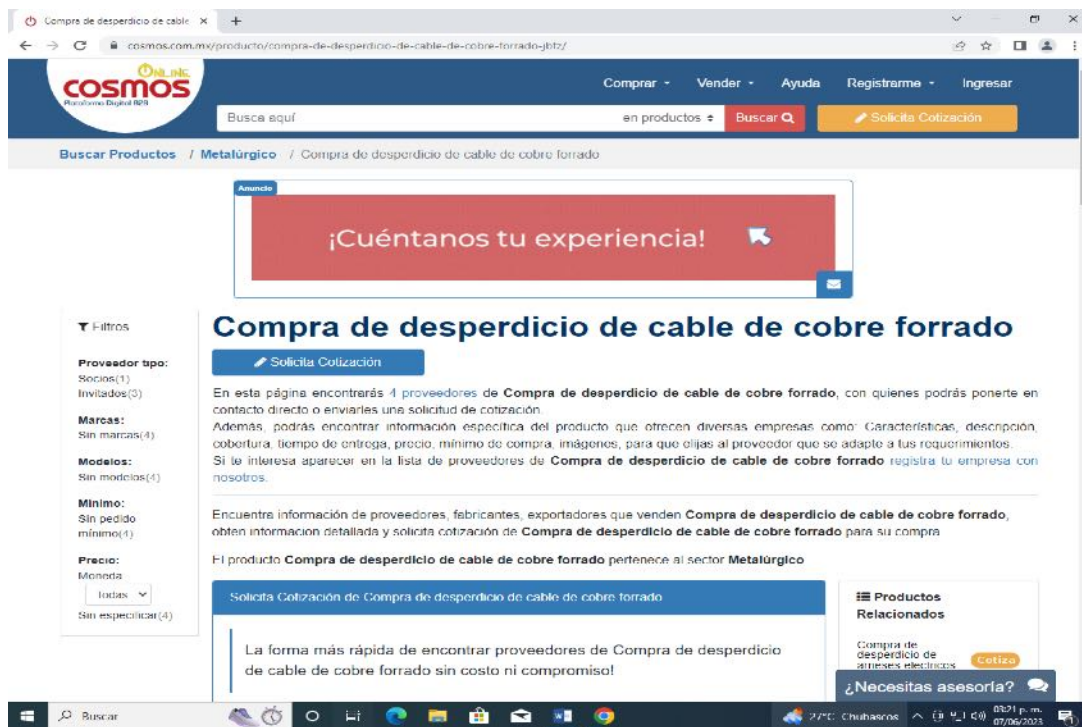 Compra de desperdicio de cable
cosmos.com.mx/producto/compra-de-desperdicio-de-cable-de-cobre-forrado-jbfz/
ONLINE
cosmos
Plataforma Digital B2B
Comprar
Vender
Ayuda
Registrarme
Ingresar
Busca aquí
en productos
Buscar
Solicita Cotización
Buscar Productos / Metalúrgico / Compra de desperdicio de cable de cobre forrado
Anuncio
¡Cuéntanos tu experiencia!
Filtros
Proveedor tipo:
Socios(1)
Invitados(3)
Marcas:
Sin marcas(4)
Modelos:
Sin modelos(4)
Mínimo:
Sin pedido
mínimo(4)
Precio:
Moneda
Todas
Sin especificar(4)
Compra de desperdicio de cable de cobre forrado
Solicita Cotización
En esta página encontrarás 4 proveedores de Compra de desperdicio de cable de cobre forrado, con quienes podrás ponerte en
contacto directo o enviarles una solicitud de cotización.
Además, podrás encontrar información específica del producto que ofrecen diversas empresas como: Características, descripción,
cobertura, tiempo de entrega, precio, mínimo de compra, imágenes, para que elijas al proveedor que se adapte a tus requerimientos.
Si te interesa aparecer en la lista de proveedores de Compra de desperdicio de cable de cobre forrado registra tu empresa con
nosotros.
Encuentra información de proveedores, fabricantes, exportadores que venden Compra de desperdicio de cable de cobre forrado,
obten informacion detallada y solicita cotización de Compra de desperdicio de cable de cobre forrado para su compra
El producto Compra de desperdicio de cable de cobre forrado pertenece al sector Metalúrgico
Solicita Cotización de Compra de desperdicio de cable de cobre forrado
La forma más rápida de encontrar proveedores de Compra de desperdicio
de cable de cobre forrado sin costo ni compromiso!
Productos
Relacionados
Compra de
desperdicio de
arneses electricos
Cotiza
¿Necesitas asesoría?
Buscar
27°C Chubascos
03:21 p. m.
07/06/2023